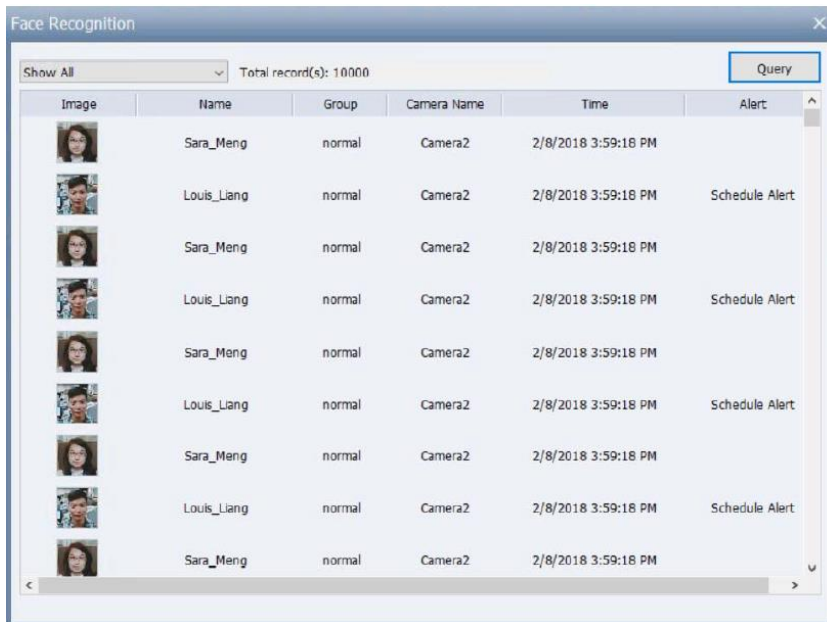 Face Recognition
Show All Total record(s): 10000 Query
Image Name Group Camera Name Time Alert
Sara_Meng normal Camera2 2/8/2018 3:59:18 PM
Louis_Liang normal Camera2 2/8/2018 3:59:18 PM Schedule Alert
Sara_Meng normal Camera2 2/8/2018 3:59:18 PM
Louis_Liang normal Camera2 2/8/2018 3:59:18 PM Schedule Alert
Sara_Meng normal Camera2 2/8/2018 3:59:18 PM
Louis_Liang normal Camera2 2/8/2018 3:59:18 PM Schedule Alert
Sara_Meng normal Camera2 2/8/2018 3:59:18 PM
Louis_Liang normal Camera2 2/8/2018 3:59:18 PM Schedule Alert
Sara_Meng normal Camera2 2/8/2018 3:59:18 PM